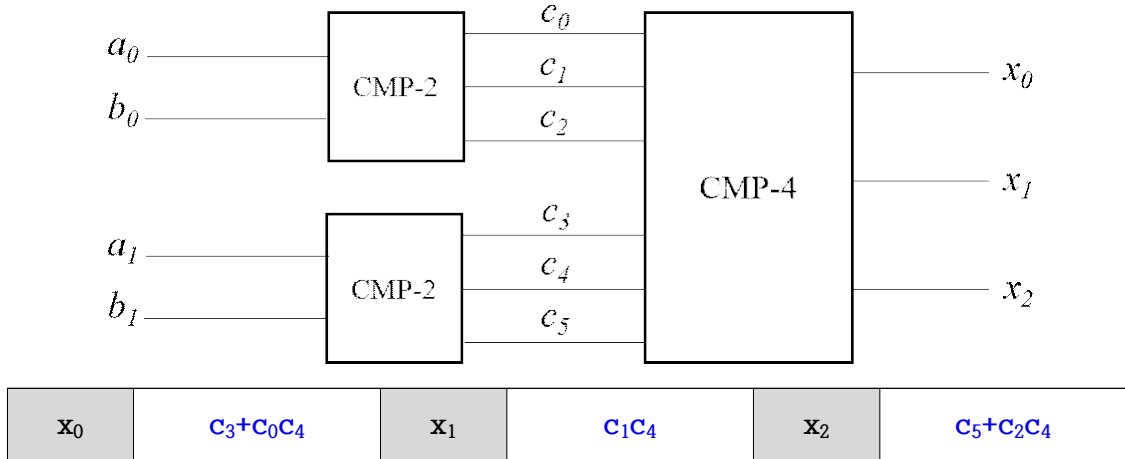 c₀
a₀
CMP-2
c₁
x₀
b₀
c₂
CMP-4
x₁
c₃
a₁
CMP-2
c₄
x₂
b₁
c₅
x₀ c₃+c₀c₄ x₁ c₁c₄ x₂ c₅+c₂c₄